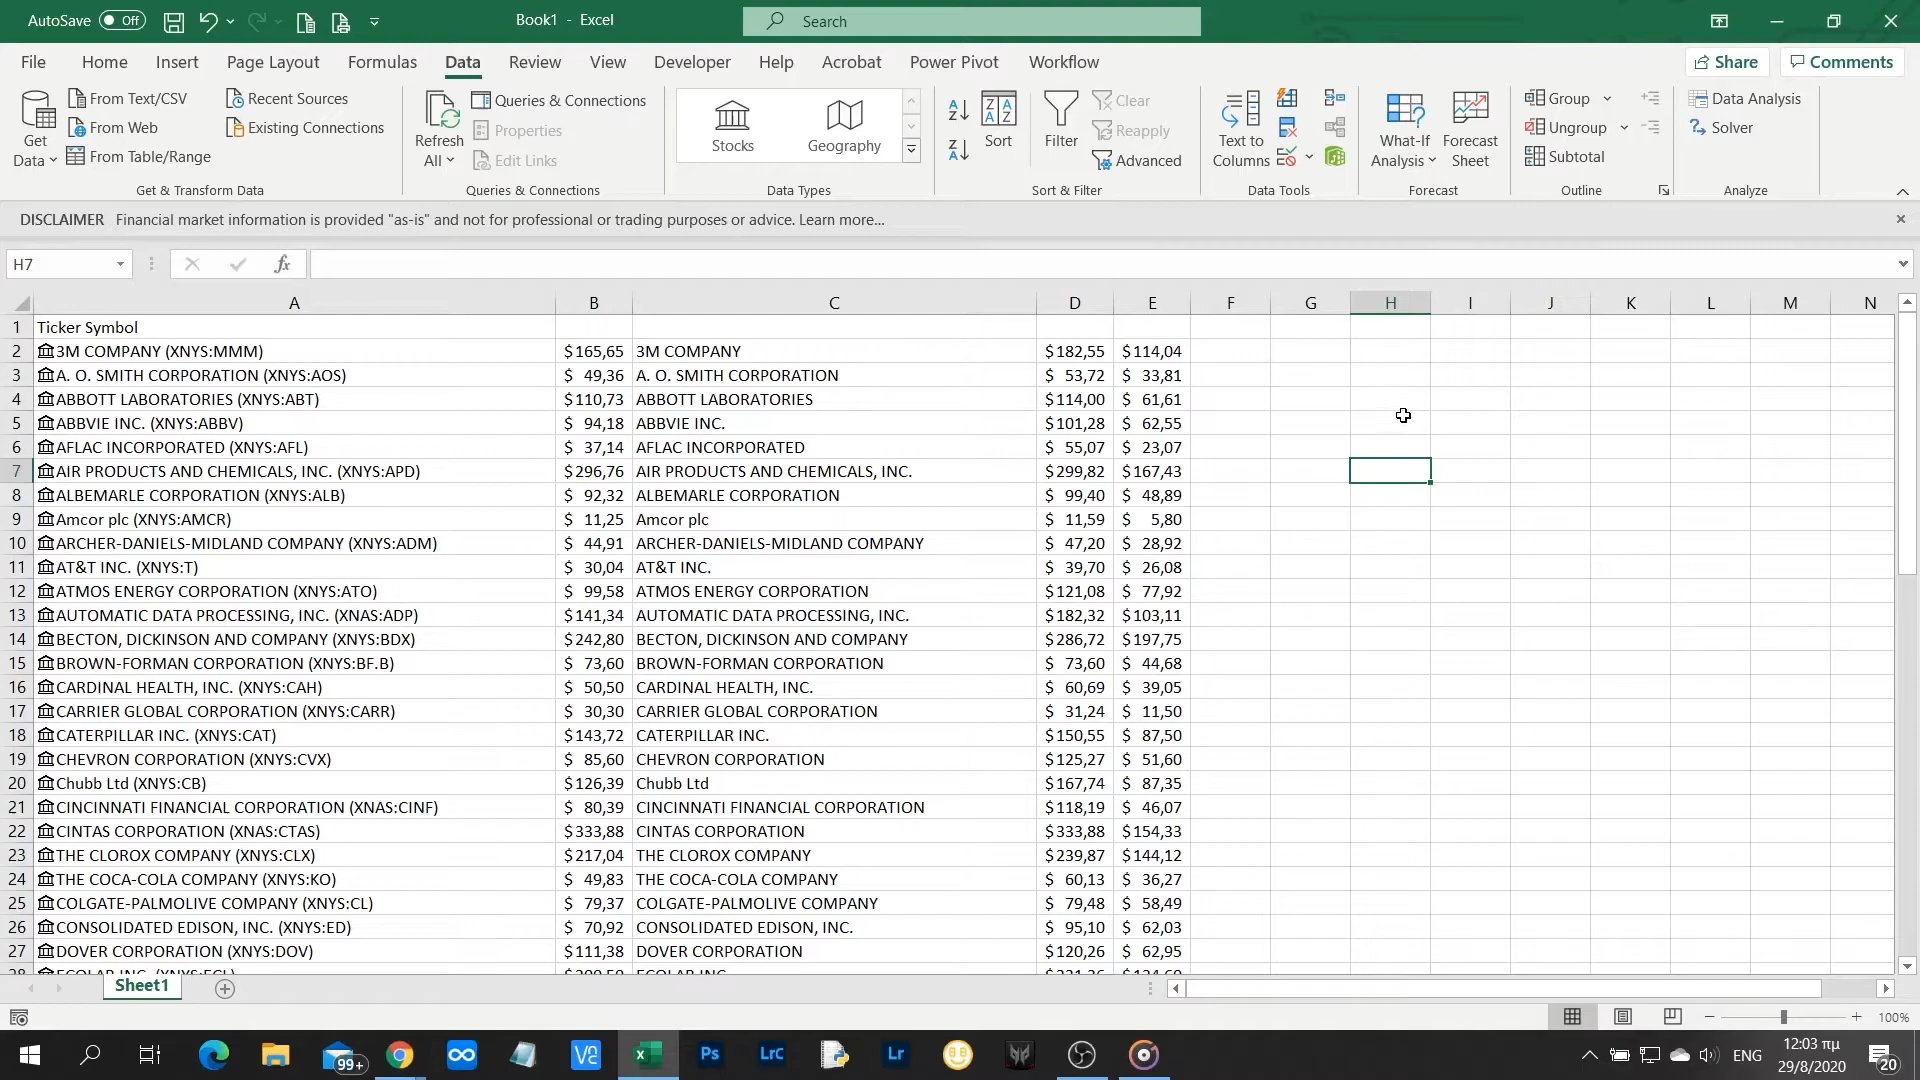 AutoSave Off Book1 - Excel Search
File Home Insert Page Layout Formulas Data Review View Developer Help Acrobat Power Pivot Workflow Share Comments
Get Data
From Text/CSV
From Web
From Table/Range
Recent Sources
Existing Connections
Get & Transform Data
Refresh All
Queries & Connections
Properties
Edit Links
Queries & Connections
Stocks
Geography
Data Types
Sort
Filter
Clear
Reapply
Advanced
Sort & Filter
Text to Columns
Data Tools
What-If Analysis
Forecast Sheet
Forecast
Group
Ungroup
Subtotal
Outline
Data Analysis
Solver
Analyze
DISCLAIMER Financial market information is provided "as-is" and not for professional or trading purposes or advice. Learn more...
H7 fx
A B C D E F G H I J K L M N
1 Ticker Symbol
2 3M COMPANY (XNYS:MMM) $165,65 3M COMPANY $182,55 $114,04
3 A. O. SMITH CORPORATION (XNYS:AOS) $ 49,36 A. O. SMITH CORPORATION $ 53,72 $ 33,81
4 ABBOTT LABORATORIES (XNYS:ABT) $110,73 ABBOTT LABORATORIES $114,00 $ 61,61
5 ABBVIE INC. (XNYS:ABBV) $ 94,18 ABBVIE INC. $101,28 $ 62,55
6 AFLAC INCORPORATED (XNYS:AFL) $ 37,14 AFLAC INCORPORATED $ 55,07 $ 23,07
7 AIR PRODUCTS AND CHEMICALS, INC. (XNYS:APD) $296,76 AIR PRODUCTS AND CHEMICALS, INC. $299,82 $167,43
8 ALBEMARLE CORPORATION (XNYS:ALB) $ 92,32 ALBEMARLE CORPORATION $ 99,40 $ 48,89
9 Amcor plc (XNYS:AMCR) $ 11,25 Amcor plc $ 11,59 $ 5,80
10 ARCHER-DANIELS-MIDLAND COMPANY (XNYS:ADM) $ 44,91 ARCHER-DANIELS-MIDLAND COMPANY $ 47,20 $ 28,92
11 AT&T INC. (XNYS:T) $ 30,04 AT&T INC. $ 39,70 $ 26,08
12 ATMOS ENERGY CORPORATION (XNYS:ATO) $ 99,58 ATMOS ENERGY CORPORATION $121,08 $ 77,92
13 AUTOMATIC DATA PROCESSING, INC. (XNAS:ADP) $141,34 AUTOMATIC DATA PROCESSING, INC. $182,32 $103,11
14 BECTON, DICKINSON AND COMPANY (XNYS:BDX) $242,80 BECTON, DICKINSON AND COMPANY $286,72 $197,75
15 BROWN-FORMAN CORPORATION (XNYS:BF.B) $ 73,60 BROWN-FORMAN CORPORATION $ 73,60 $ 44,68
16 CARDINAL HEALTH, INC. (XNYS:CAH) $ 50,50 CARDINAL HEALTH, INC. $ 60,69 $ 39,05
17 CARRIER GLOBAL CORPORATION (XNYS:CARR) $ 30,30 CARRIER GLOBAL CORPORATION $ 31,24 $ 11,50
18 CATERPILLAR INC. (XNYS:CAT) $143,72 CATERPILLAR INC. $150,55 $ 87,50
19 CHEVRON CORPORATION (XNYS:CVX) $ 85,60 CHEVRON CORPORATION $125,27 $ 51,60
20 Chubb Ltd (XNYS:CB) $126,39 Chubb Ltd $167,74 $ 87,35
21 CINCINNATI FINANCIAL CORPORATION (XNAS:CINF) $ 80,39 CINCINNATI FINANCIAL CORPORATION $118,19 $ 46,07
22 CINTAS CORPORATION (XNAS:CTAS) $333,88 CINTAS CORPORATION $333,88 $154,33
23 THE CLOROX COMPANY (XNYS:CLX) $217,04 THE CLOROX COMPANY $239,87 $144,12
24 THE COCA-COLA COMPANY (XNYS:KO) $ 49,83 THE COCA-COLA COMPANY $ 60,13 $ 36,27
25 COLGATE-PALMOLIVE COMPANY (XNYS:CL) $ 79,37 COLGATE-PALMOLIVE COMPANY $ 79,48 $ 58,49
26 CONSOLIDATED EDISON, INC. (XNYS:ED) $ 70,92 CONSOLIDATED EDISON, INC. $ 95,10 $ 62,03
27 DOVER CORPORATION (XNYS:DOV) $111,38 DOVER CORPORATION $120,26 $ 62,95
Sheet1
100%
99+ Ps LrC Lr ENG 12:03 πμ
29/8/2020 20